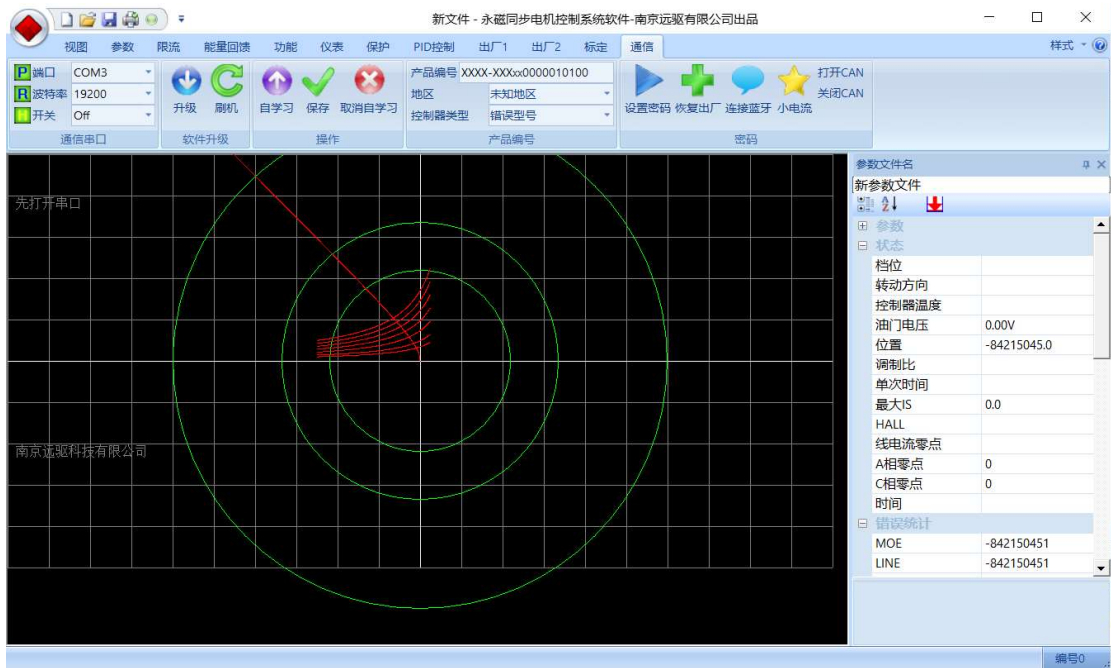 新文件 - 永磁同步电机控制系统软件-南京远驱有限公司出品
视图 参数 限流 能量回馈 功能 仪表 保护 PID控制 出厂1 出厂2 标定 通信 样式
P 端口 COM3
R 波特率 19200
开关 Off
通信串口
升级 刷机
软件升级
自学习 保存 取消自学习
操作
产品编号 XXXX-XXXxx0000010100
地区 未知地区
控制器类型 错误型号
产品编号
设置密码 恢复出厂 连接蓝牙 小电流
打开CAN
关闭CAN
密码
先打开串口
南京远驱科技有限公司
参数文件名
新参数文件
参数
状态
档位
转动方向
控制器温度
油门电压 0.00V
位置 -84215045.0
调制比
单次时间
最大IS 0.0
HALL
线电流零点
A相零点 0
C相零点 0
时间
错误统计
MOE -842150451
LINE -842150451
编号0